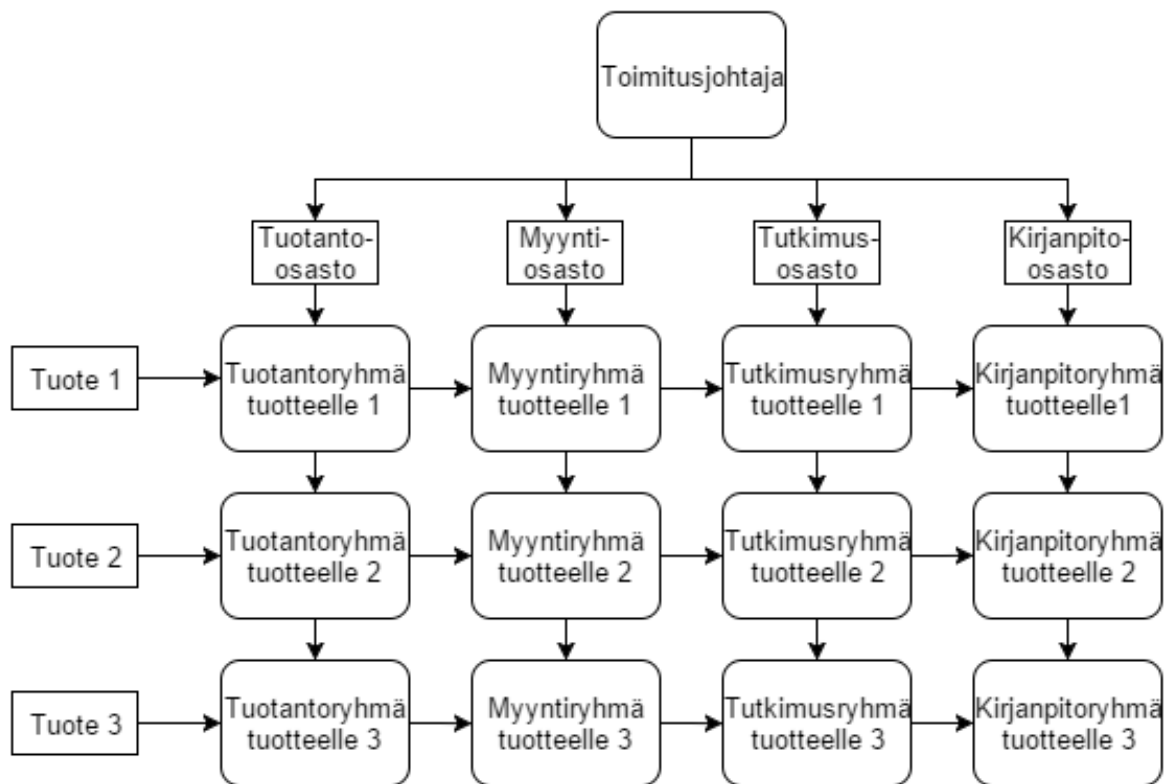 Toimitusjohtaja
Tuotanto-
osasto
Myynti-
osasto
Tutkimus-
osasto
Kirjanpito-
osasto
Tuote 1
Tuotantoryhmä
tuotteelle 1
Myyntiryhmä
tuotteelle 1
Tutkimusryhmä
tuotteelle 1
Kirjanpitoryhmä
tuotteelle1
Tuote 2
Tuotantoryhmä
tuotteelle 2
Myyntiryhmä
tuotteelle 2
Tutkimusryhmä
tuotteelle 2
Kirjanpitoryhmä
tuotteelle 2
Tuote 3
Tuotantoryhmä
tuotteelle 3
Myyntiryhmä
tuotteelle 3
Tutkimusryhmä
tuotteelle 3
Kirjanpitoryhmä
tuotteelle 3